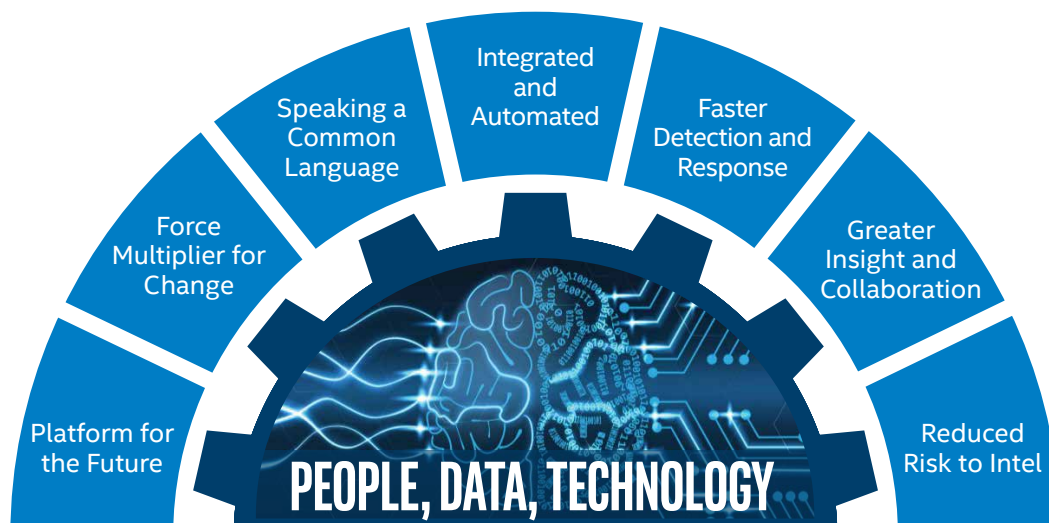 Platform for
the Future
Force
Multiplier for
Change
Speaking a
Common
Language
Integrated
and
Automated
Faster
Detection and
Response
Greater
Insight and
Collaboration
Reduced
Risk to Intel
PEOPLE, DATA, TECHNOLOGY